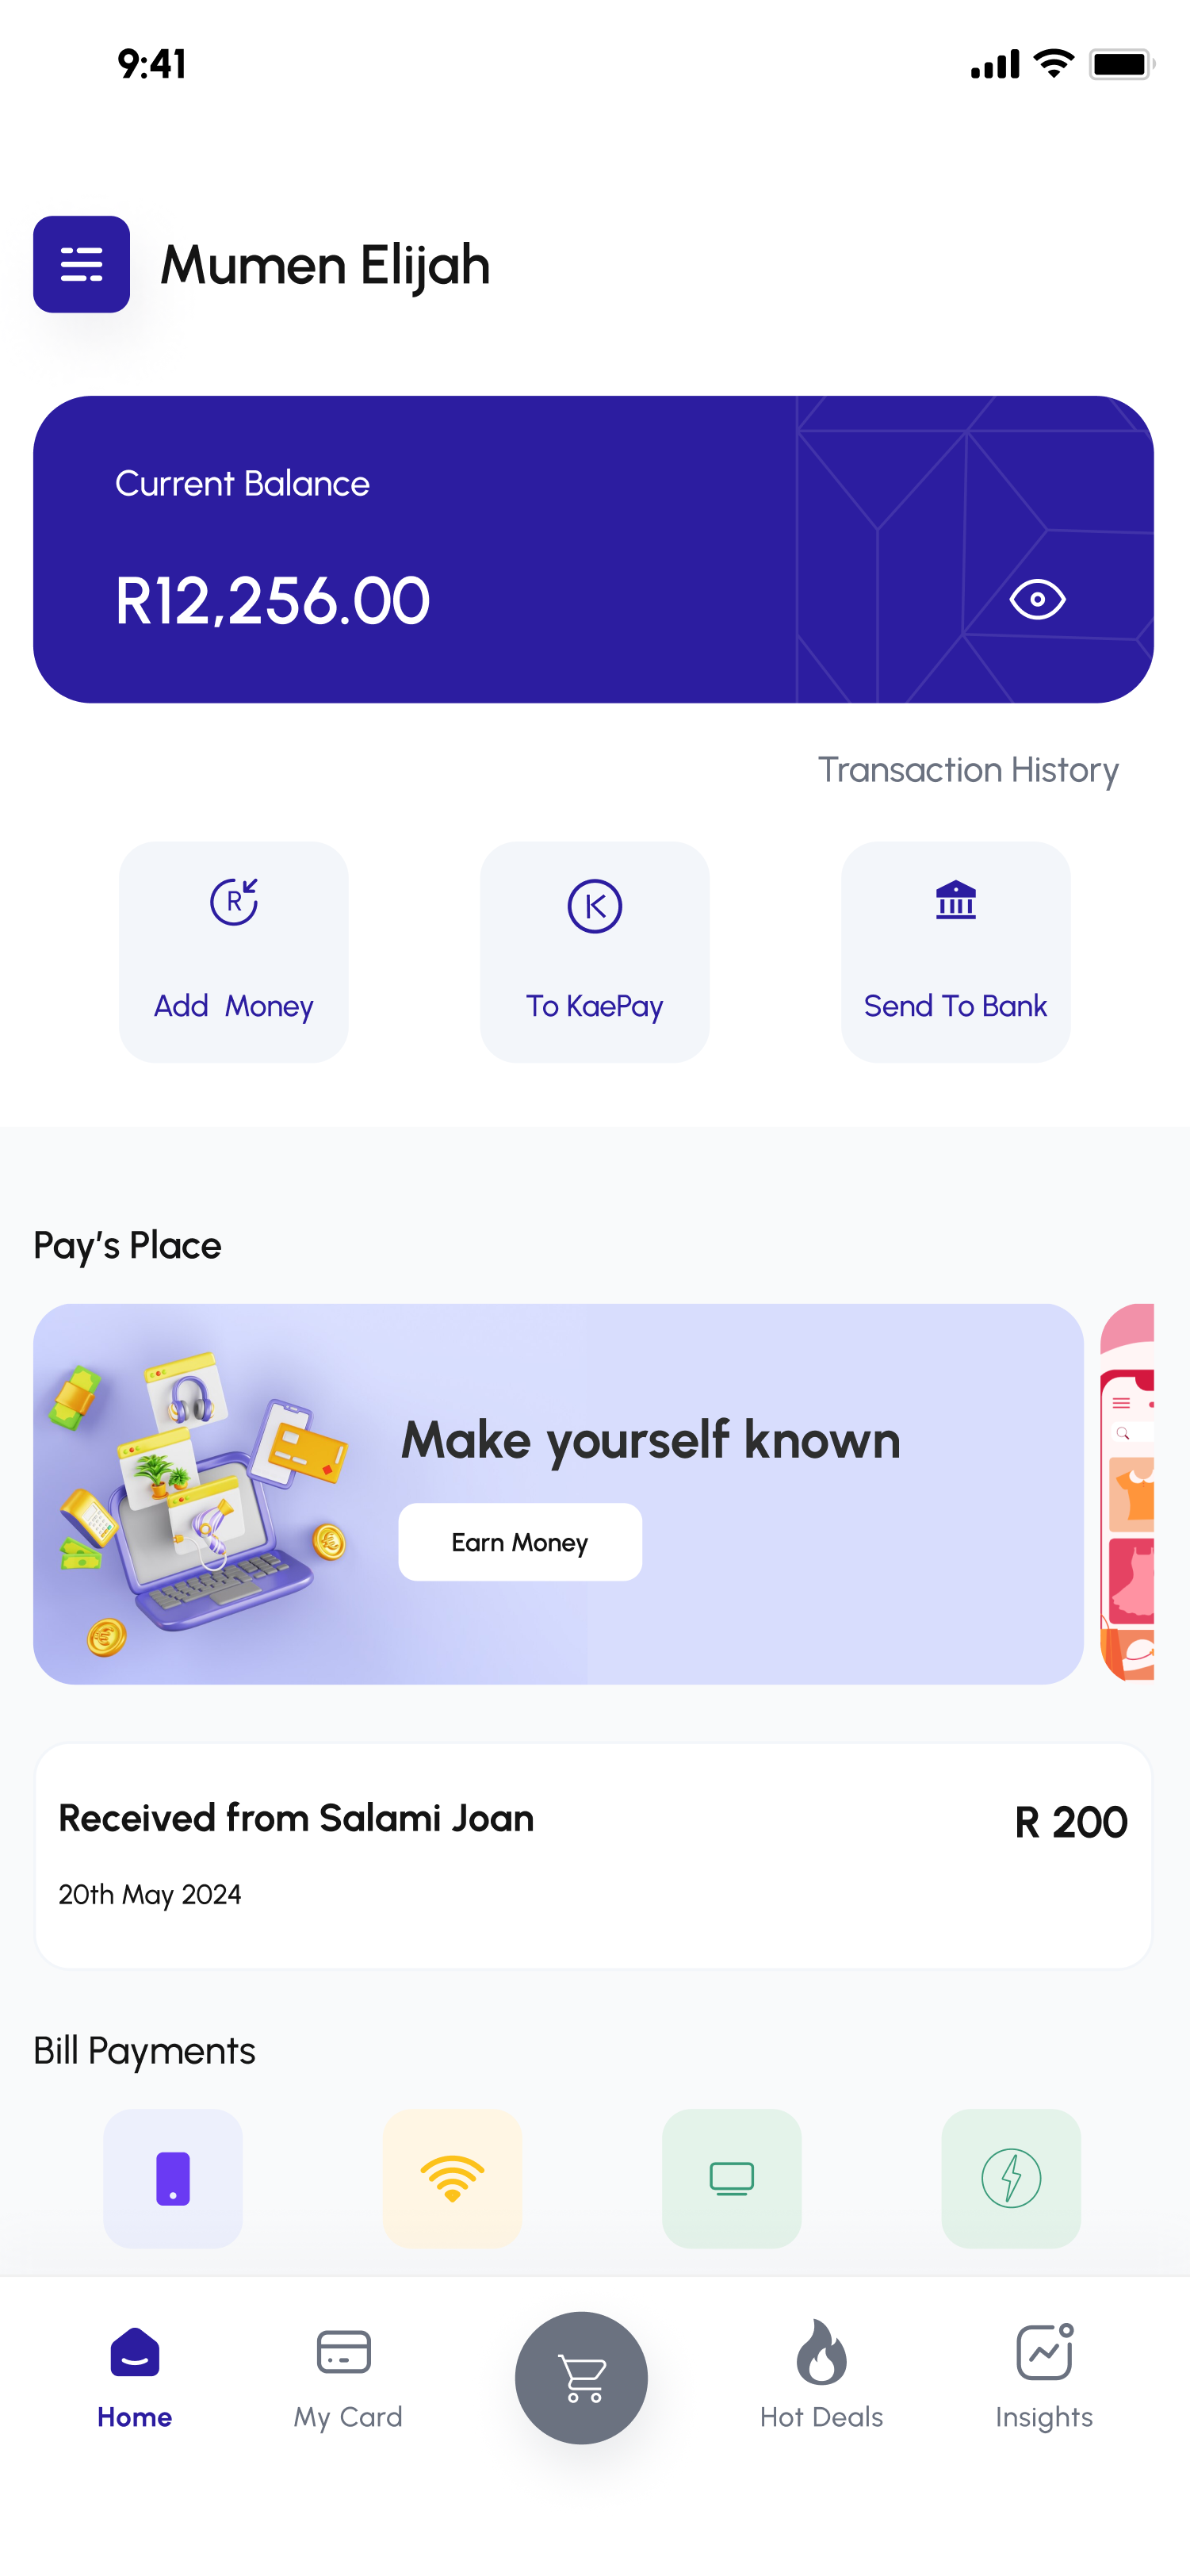 9:41
Mumen Elijah
Current Balance
R12,256.00
Transaction History
R
K
Add  Money
To KaePay
Send To Bank
Pay's Place
Make yourself known
Earn Money
Received from Salami Joan
R 200
20th May 2024
Bill Payments
Home
My Card
Hot Deals
Insights